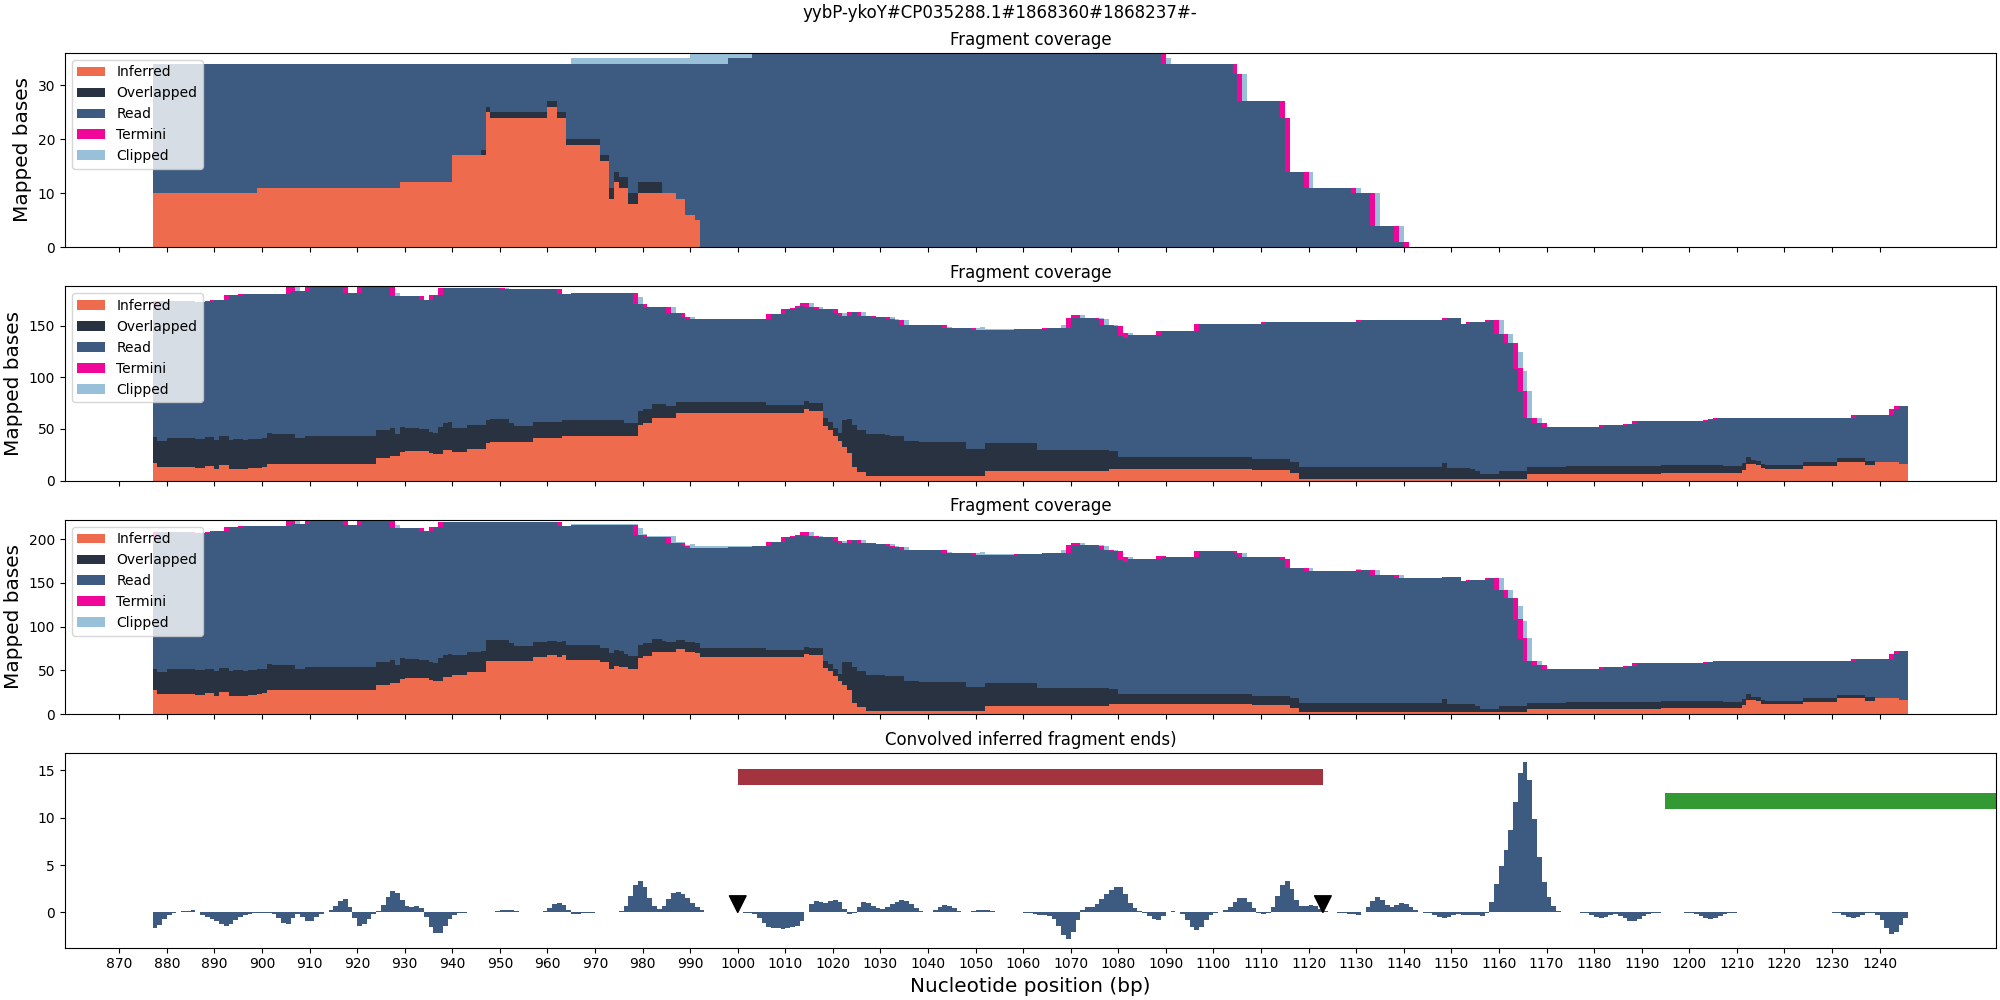 yybP-ykoY#CP035288.1#1868360#1868237#-
Fragment coverage
Mapped bases
30
20
10
0
Inferred
Overlapped
Read
Termini
Clipped
Fragment coverage
Mapped bases
150
100
50
0
Inferred
Overlapped
Read
Termini
Clipped
Fragment coverage
Mapped bases
200
150
100
50
0
Inferred
Overlapped
Read
Termini
Clipped
Convolved inferred fragment ends)
15
10
5
0
870 880 890 900 910 920 930 940 950 960 970 980 990 1000 1010 1020 1030 1040 1050 1060 1070 1080 1090 1100 1110 1120 1130 1140 1150 1160 1170 1180 1190 1200 1210 1220 1230 1240
Nucleotide position (bp)